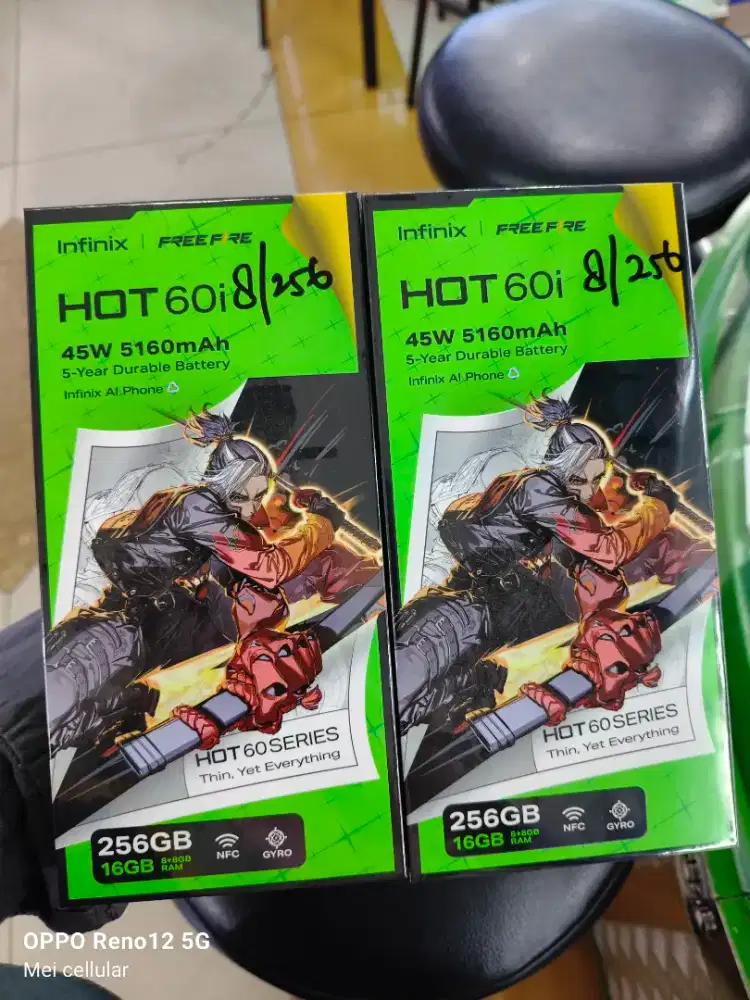 Infinix | FREE FIRE
HOT 60i 8/256
45W 5160mAh
5-Year Durable Battery
Infinix AI Phone
HOT 60 SERIES
Thin, Yet Everything
256GB
16GB 8+8GB RAM
NFC
GYRO
Infinix | FREE FIRE
HOT 60i 8/256
45W 5160mAh
5-Year Durable Battery
Infinix AI Phone
HOT 60 SERIES
Thin, Yet Everything
256GB
16GB 8+8GB RAM
NFC
GYRO
OPPO Reno12 5G
Mei cellular